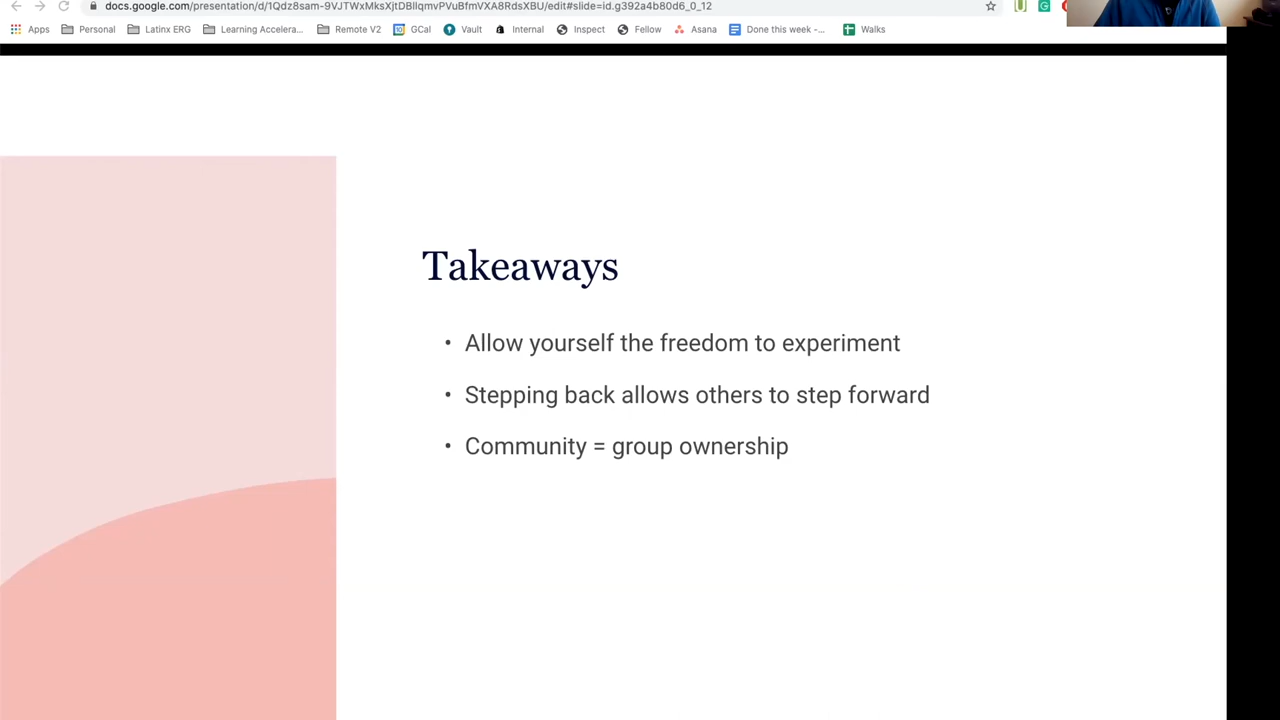 docs.google.com/presentation/d/1Qdz8sam-9VJTWxMksXjtDBIlqmvPVuBfmVXA8RdsXBU/edit#slide=id.g392a4b80d6_0_12
Apps Personal Latinx ERG Learning Accelera... Remote V2 GCal Vault Internal Inspect Fellow Asana Done this week -... Walks
Takeaways
• Allow yourself the freedom to experiment
• Stepping back allows others to step forward
• Community = group ownership